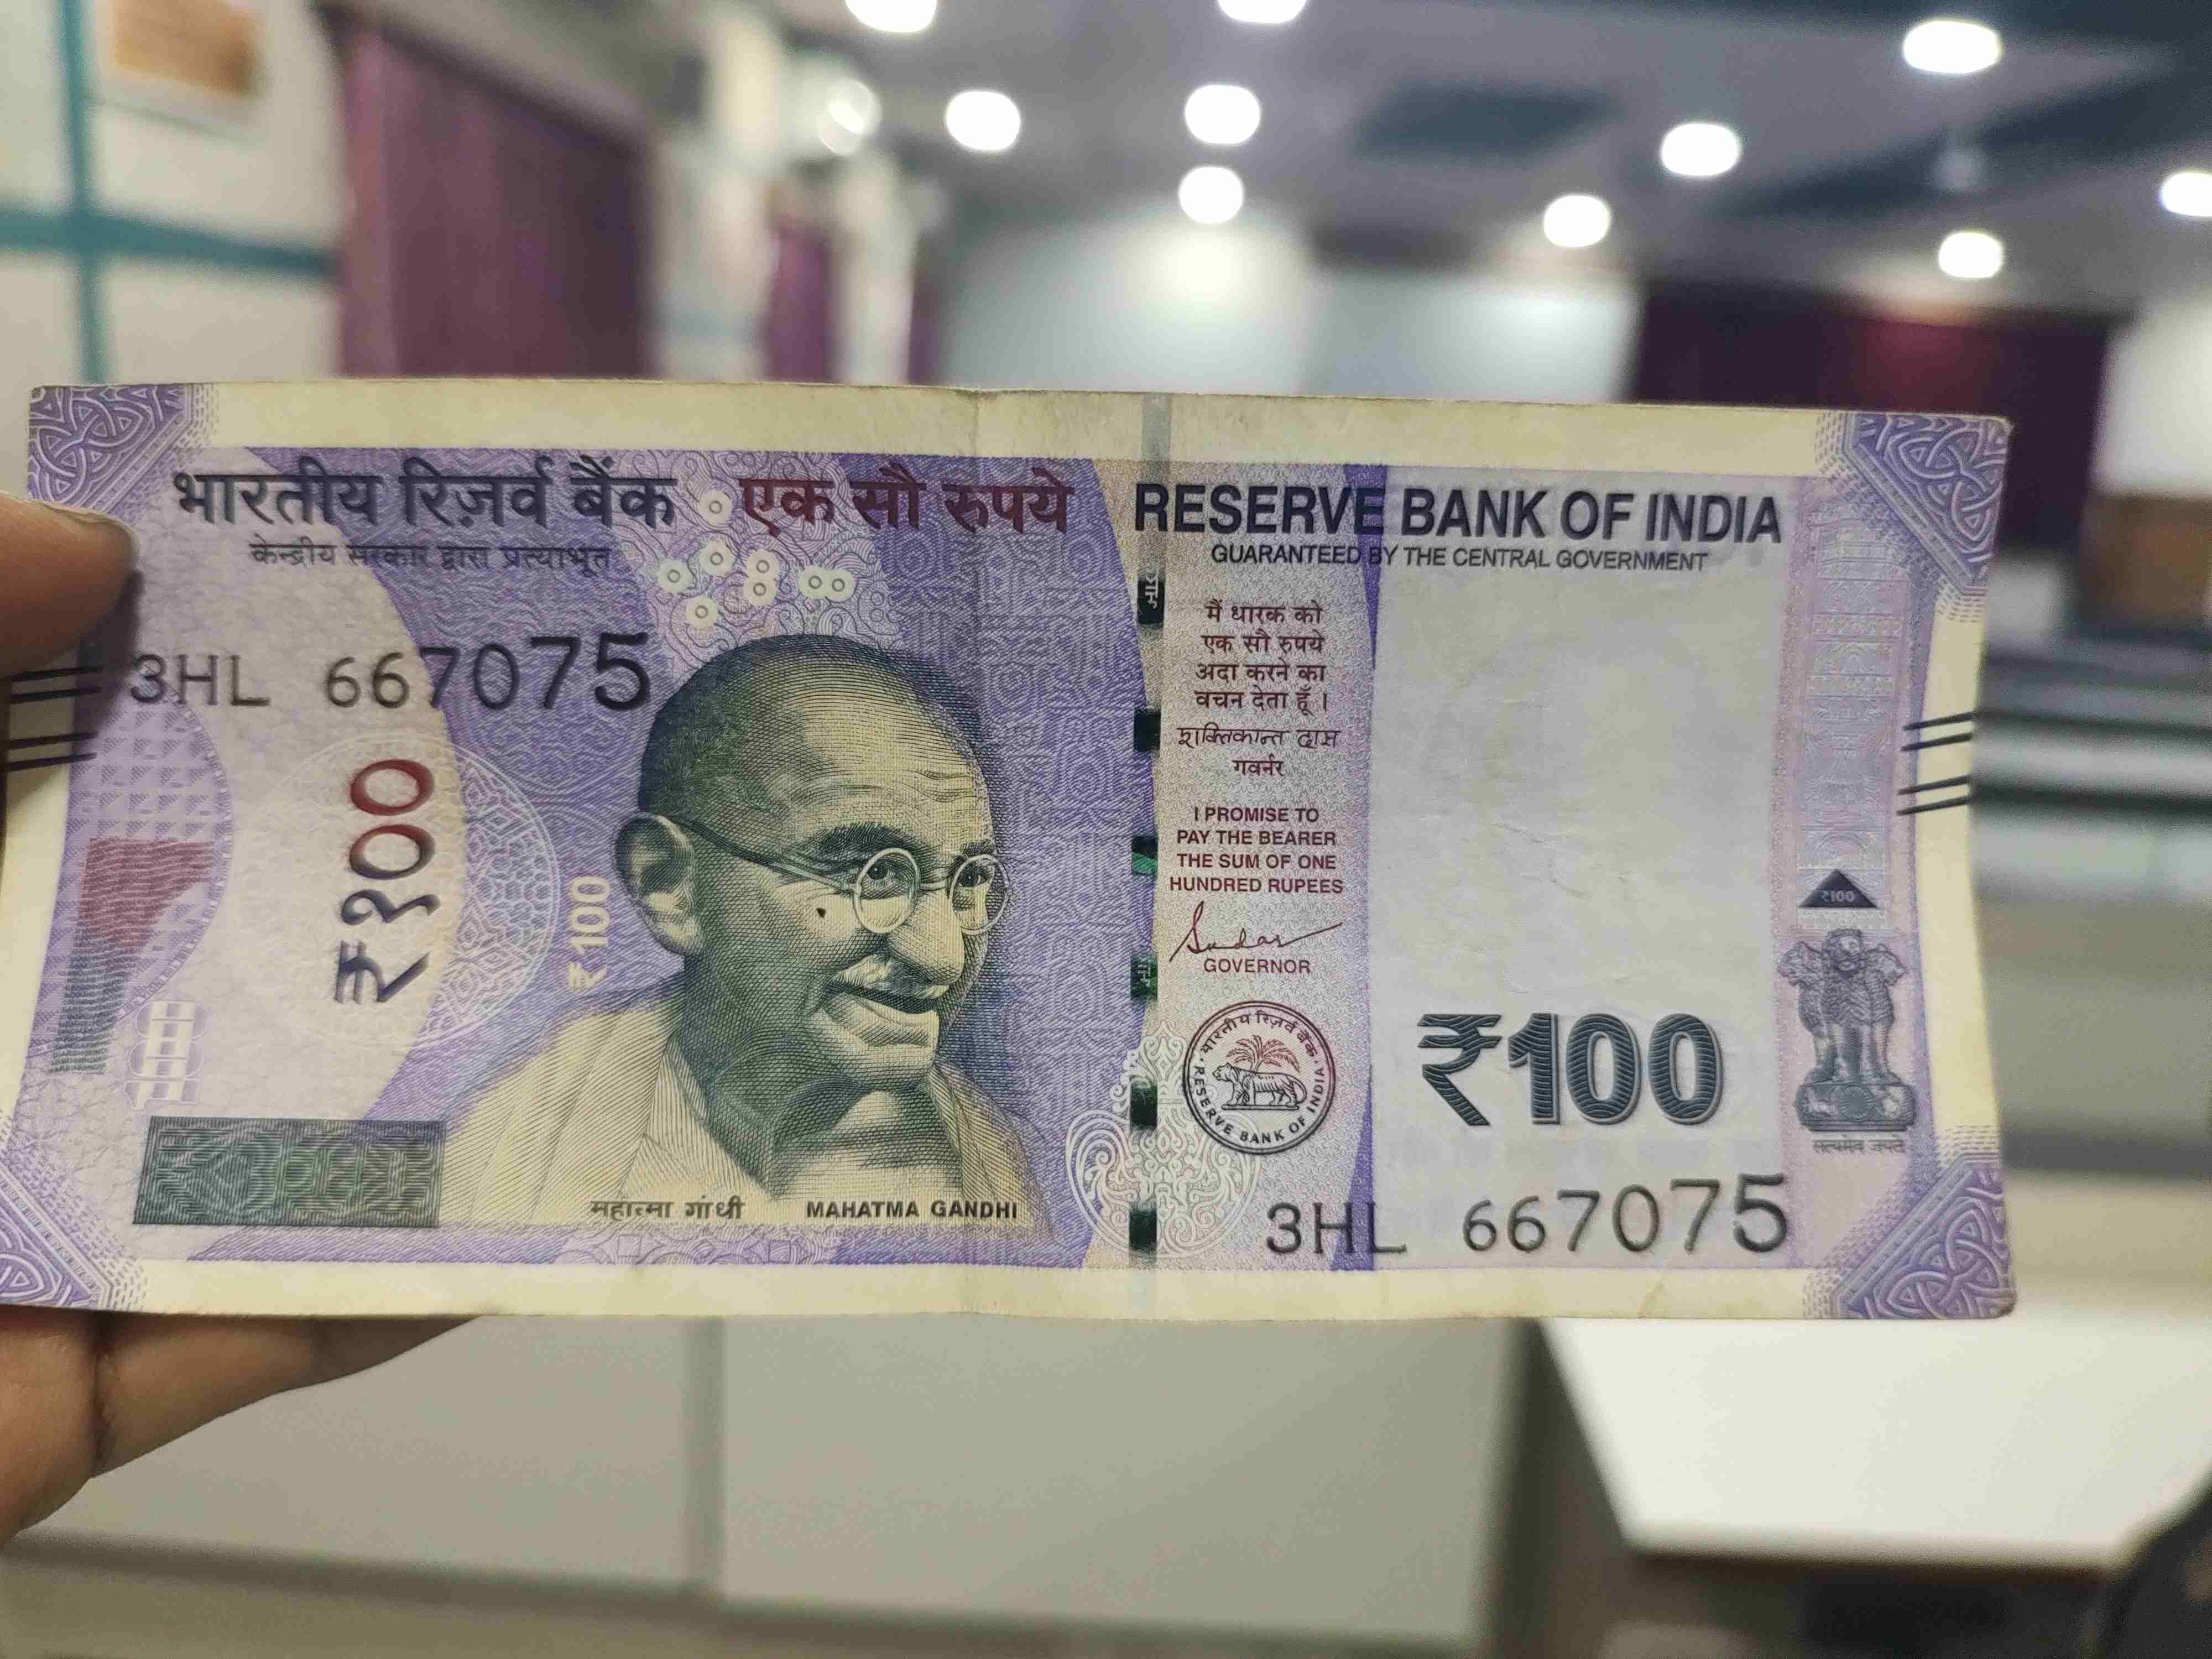 भारतीय रिज़र्व बैंक एक सौ रुपये
केन्द्रीय सरकार द्वारा प्रत्याभूत
3HL 667075
₹१००
₹100
महात्मा गांधी MAHATMA GANDHI
RESERVE BANK OF INDIA
GUARANTEED BY THE CENTRAL GOVERNMENT
मैं धारक को
एक सौ रुपये
अदा करने का
वचन देता हूँ।
शक्तिकान्त दास
गवर्नर
I PROMISE TO
PAY THE BEARER
THE SUM OF ONE
HUNDRED RUPEES
GOVERNOR
भारतीय रिज़र्व बैंक
RESERVE BANK OF INDIA
₹100
₹100
सत्यमेव जयते
3HL 667075